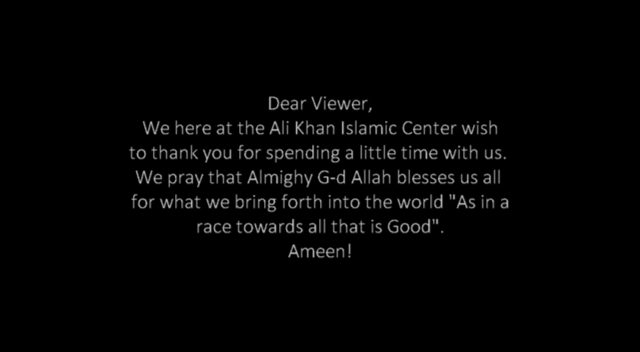 Dear Viewer,
We here at the Ali Khan Islamic Center wish
to thank you for spending a little time with us.
We pray that Almighy G-d Allah blesses us all
for what we bring forth into the world "As in a
race towards all that is Good".
Ameen!